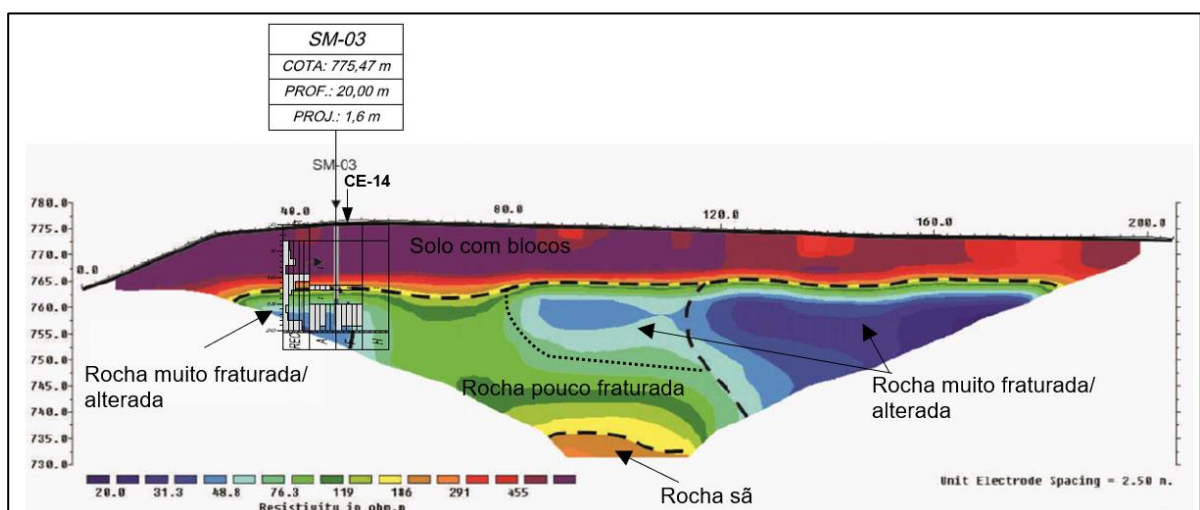 SM-03
COTA: 775,47 m
PROF.: 20,00 m
PROJ.: 1,6 m
SM-03
CE-14
780.0
775.0
770.0
765.0
760.0
755.0
750.0
745.0
740.0
735.0
730.0
0.0
40.0
80.0
120.0
160.0
200.0
Solo com blocos
Rocha muito fraturada/
alterada
Rocha pouco fraturada
Rocha muito fraturada/
alterada
Rocha sã
20.0 31.3 48.8 76.3 119 186 291 455
Resistivity in ohm.m
Unit Electrode Spacing = 2.50 m.